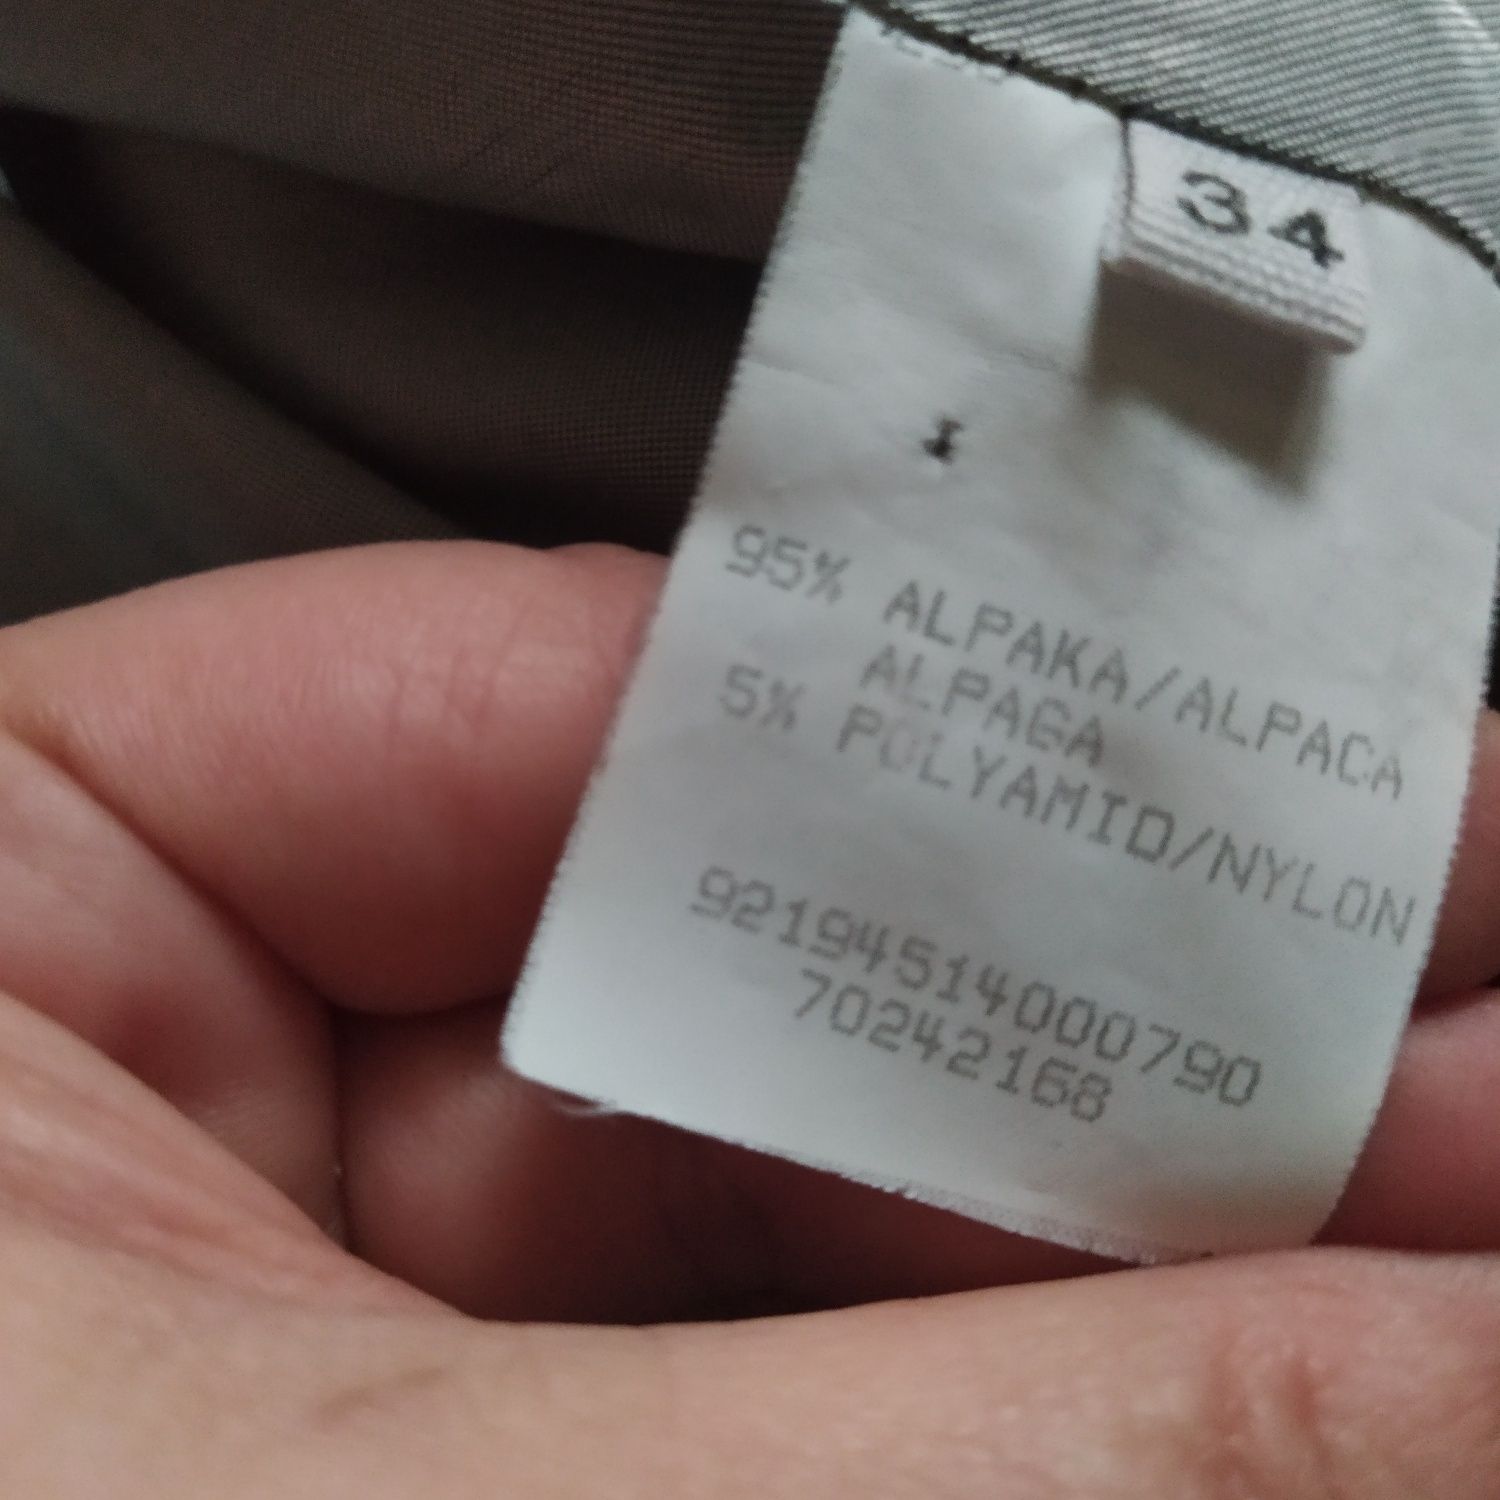 34
I
95% ALPAKA/ALPACA
ALPAGA
5% POLYAMID/NYLON
92194514000790
70242168